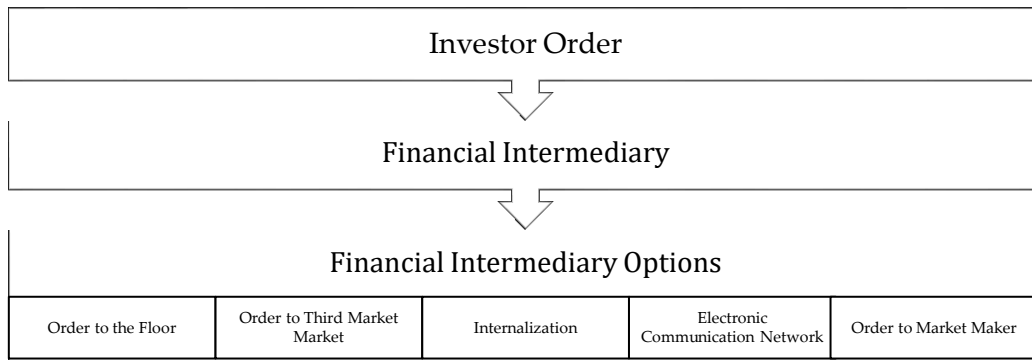 Investor Order
Financial Intermediary
Financial Intermediary Options
Order to the Floor
Order to Third Market
Market
Internalization
Electronic
Communication Network
Order to Market Maker